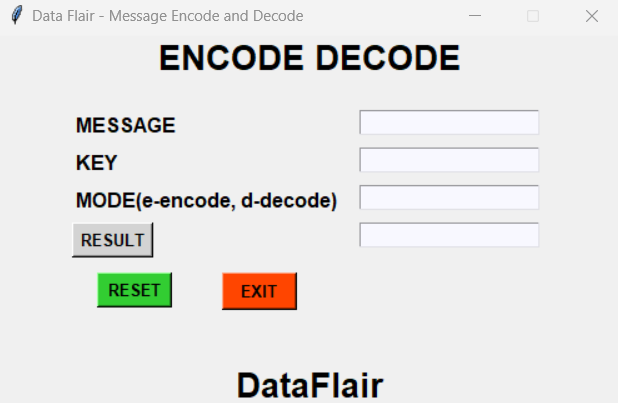 Data Flair - Message Encode and Decode
ENCODE DECODE
MESSAGE
KEY
MODE(e-encode, d-decode)
RESULT
RESET EXIT
DataFlair